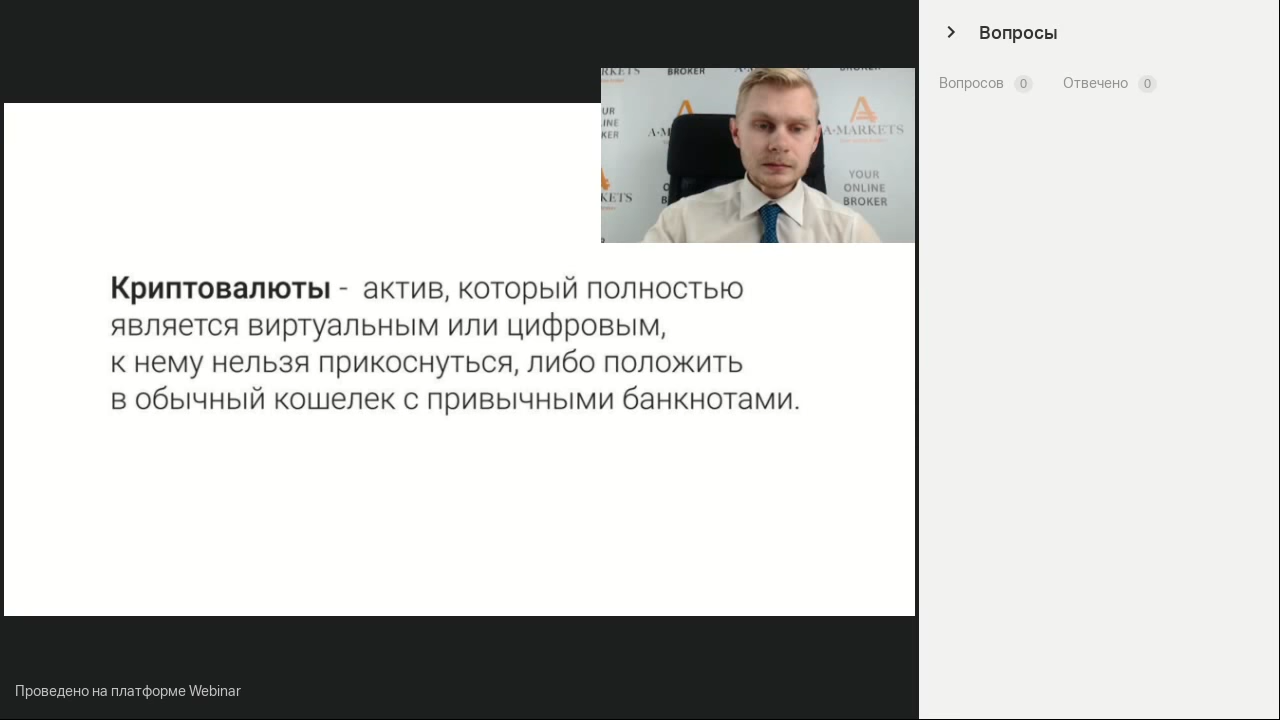 Вопросы
Вопросов 0 Отвечено 0
BROKER
A·MARKETS
YOUR
ONLINE
BROKER
Криптовалюты - актив, который полностью
является виртуальным или цифровым,
к нему нельзя прикоснуться, либо положить
в обычный кошелек с привычными банкнотами.
Проведено на платформе Webinar